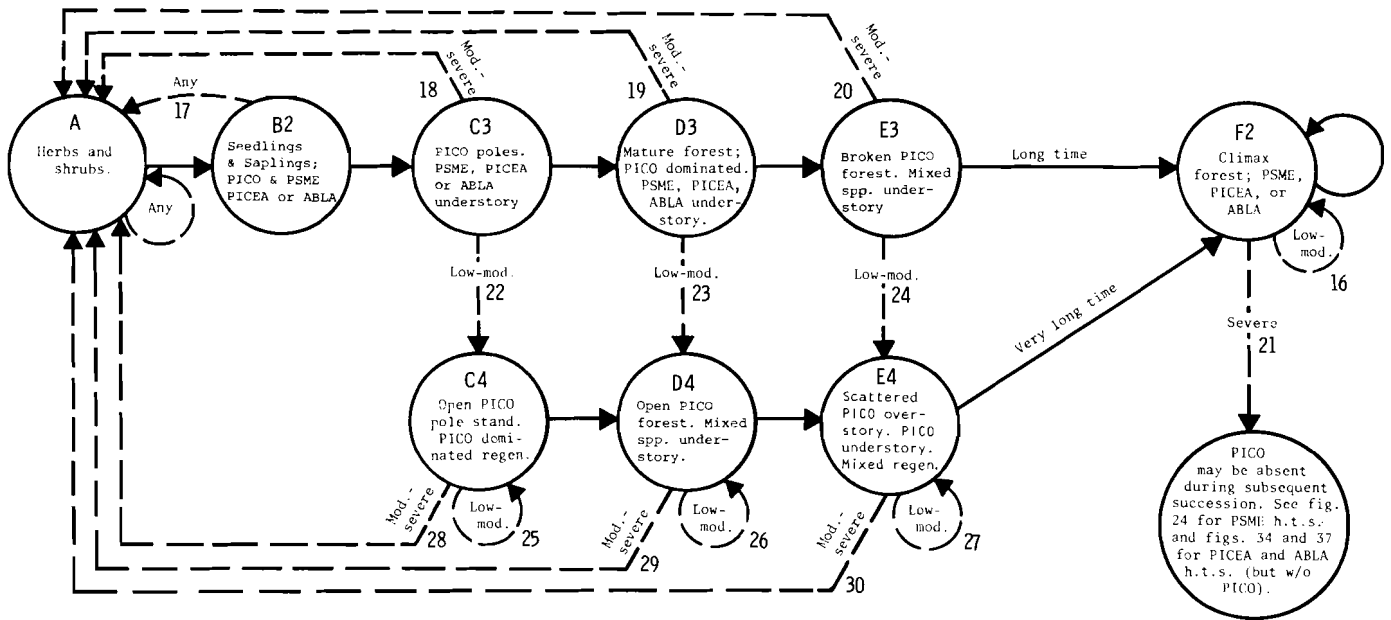 Mod.-
severe
Mod.-
severe
Mod.-
severe
Any
17
18
19
20
A
Herbs and
shrubs.
Any
B2
Seedlings
& Saplings;
PICO & PSME
PICEA or ABLA
C3
PICO poles.
PSME, PICEA
or ABLA
understory
D3
Mature forest;
PICO dominated.
PSME, PICEA,
ABLA under-
story.
E3
Broken PICO
forest. Mixed
spp. under-
story
Long time
F2
Climax
forest; PSME,
PICEA, or
ABLA
Low-
mod.
16
Low-mod.
22
Low-mod.
23
Low-mod.
24
Very long time
Severe
21
C4
Open PICO
pole stand.
PICO domi-
nated regen.
D4
Open PICO
forest. Mixed
spp. under-
story.
E4
Scattered
PICO over-
story. PICO
understory.
Mixed regen.
Mod.-
severe
28
Low-
mod.
25
Mod.-
severe
29
Low-
mod.
26
Mod.-
severe
30
Low-
mod.
27
PICO
may be absent
during subsequent
succession. See fig.
24 for PSME h.t.s.
and figs. 34 and 37
for PICEA and ABLA
h.t.s. (but w/o
PICO).